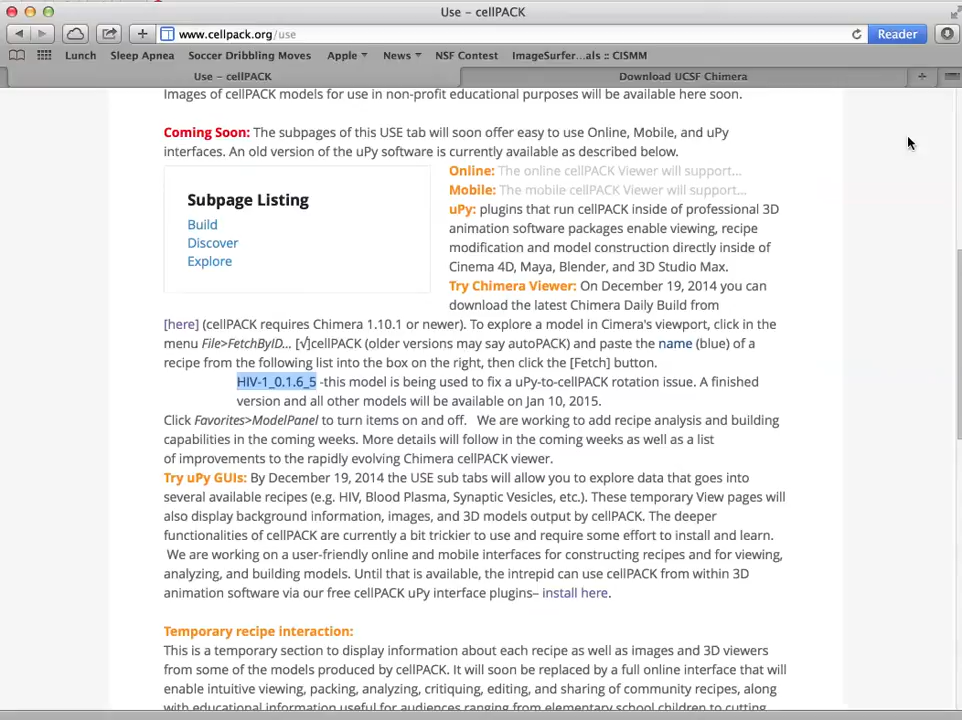 Use – cellPACK
www.cellpack.org/use
Reader
Lunch Sleep Apnea Soccer Dribbling Moves Apple News NSF Contest ImageSurfer...als :: CISMM
Use – cellPACK Download UCSF Chimera
Images of cellPACK models for use in non-profit educational purposes will be available here soon.
Coming Soon: The subpages of this USE tab will soon offer easy to use Online, Mobile, and uPy
interfaces. An old version of the uPy software is currently available as described below.
Subpage Listing
Build
Discover
Explore
Online: The online cellPACK Viewer will support...
Mobile: The mobile cellPACK Viewer will support...
uPy: plugins that run cellPACK inside of professional 3D
animation software packages enable viewing, recipe
modification and model construction directly inside of
Cinema 4D, Maya, Blender, and 3D Studio Max.
Try Chimera Viewer: On December 19, 2014 you can
download the latest Chimera Daily Build from
[here] (cellPACK requires Chimera 1.10.1 or newer). To explore a model in Cimera's viewport, click in the
menu File>FetchByID... [√]cellPACK (older versions may say autoPACK) and paste the name (blue) of a
recipe from the following list into the box on the right, then click the [Fetch] button.
HIV-1_0.1.6_5 -this model is being used to fix a uPy-to-cellPACK rotation issue. A finished
version and all other models will be available on Jan 10, 2015.
Click Favorites>ModelPanel to turn items on and off. We are working to add recipe analysis and building
capabilities in the coming weeks. More details will follow in the coming weeks as well as a list
of improvements to the rapidly evolving Chimera cellPACK viewer.
Try uPy GUIs: By December 19, 2014 the USE sub tabs will allow you to explore data that goes into
several available recipes (e.g. HIV, Blood Plasma, Synaptic Vesicles, etc.). These temporary View pages will
also display background information, images, and 3D models output by cellPACK. The deeper
functionalities of cellPACK are currently a bit trickier to use and require some effort to install and learn.
We are working on a user-friendly online and mobile interfaces for constructing recipes and for viewing,
analyzing, and building models. Until that is available, the intrepid can use cellPACK from within 3D
animation software via our free cellPACK uPy interface plugins– install here.
Temporary recipe interaction:
This is a temporary section to display information about each recipe as well as images and 3D viewers
from some of the models produced by cellPACK. It will soon be replaced by a full online interface that will
enable intuitive viewing, packing, analyzing, critiquing, editing, and sharing of community recipes, along
with educational information useful for audiences ranging from elementary school children to cutting